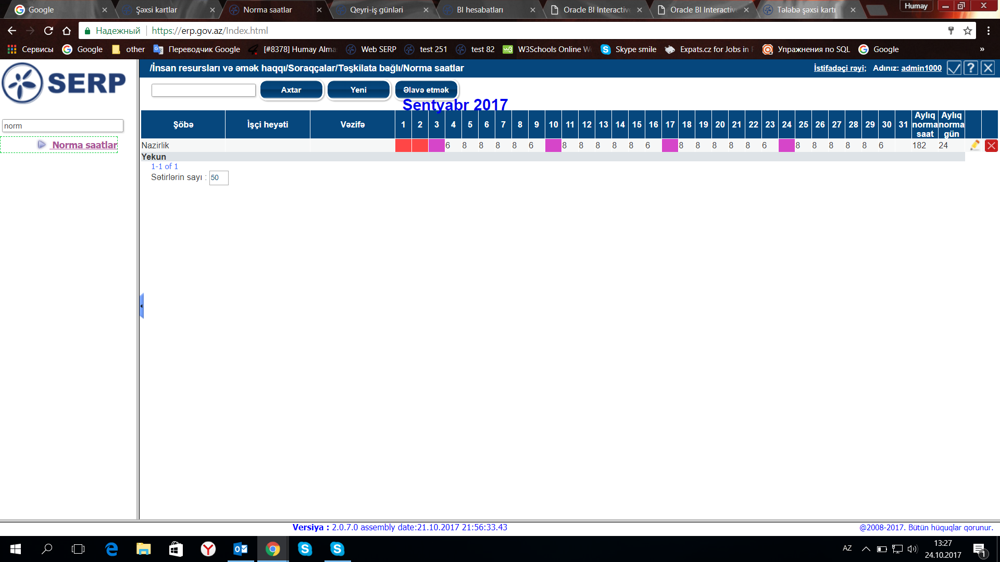 Google
Şəxsi kartlar
Norma saatlar
Qeyri-iş günləri
BI hesabatları
Oracle BI Interactive
Oracle BI Interactive
Tələbə şəxsi kartı
Humay
Надежный
https://erp.gov.az/Index.html
Сервисы
Google
other
Переводчик Google
[#8378] Humay Alma
Web SERP
test 251
test 82
W3Schools Online We
Skype smile
Expats.cz for Jobs in P
Упражнения по SQL
Google
»
SERP
norm
Norma saatlar
/İnsan resursları və əmək haqqı/Soraqçalar/Təşkilata bağlı/Norma saatlar
İstifadəçi rəyi; Adınız: admin1000
Axtar
Yeni
Əlavə etmək
Sentyabr 2017
Şöbə İşçi heyəti Vəzifə 1 2 3 4 5 6 7 8 9 10 11 12 13 14 15 16 17 18 19 20 21 22 23 24 25 26 27 28 29 30 31 Aylıq norma saat Aylıq norma gün
Nazirlik 6 8 8 8 8 6 8 8 8 8 8 6 8 8 8 8 8 6 8 8 8 8 8 6 182 24
Yekun
1-1 of 1
Sətirlərin sayı : 50
Versiya : 2.0.7.0 assembly date:21.10.2017 21:56:33.43
@2008-2017. Bütün hüquqlar qorunur.
AZ
13:27
24.10.2017
1